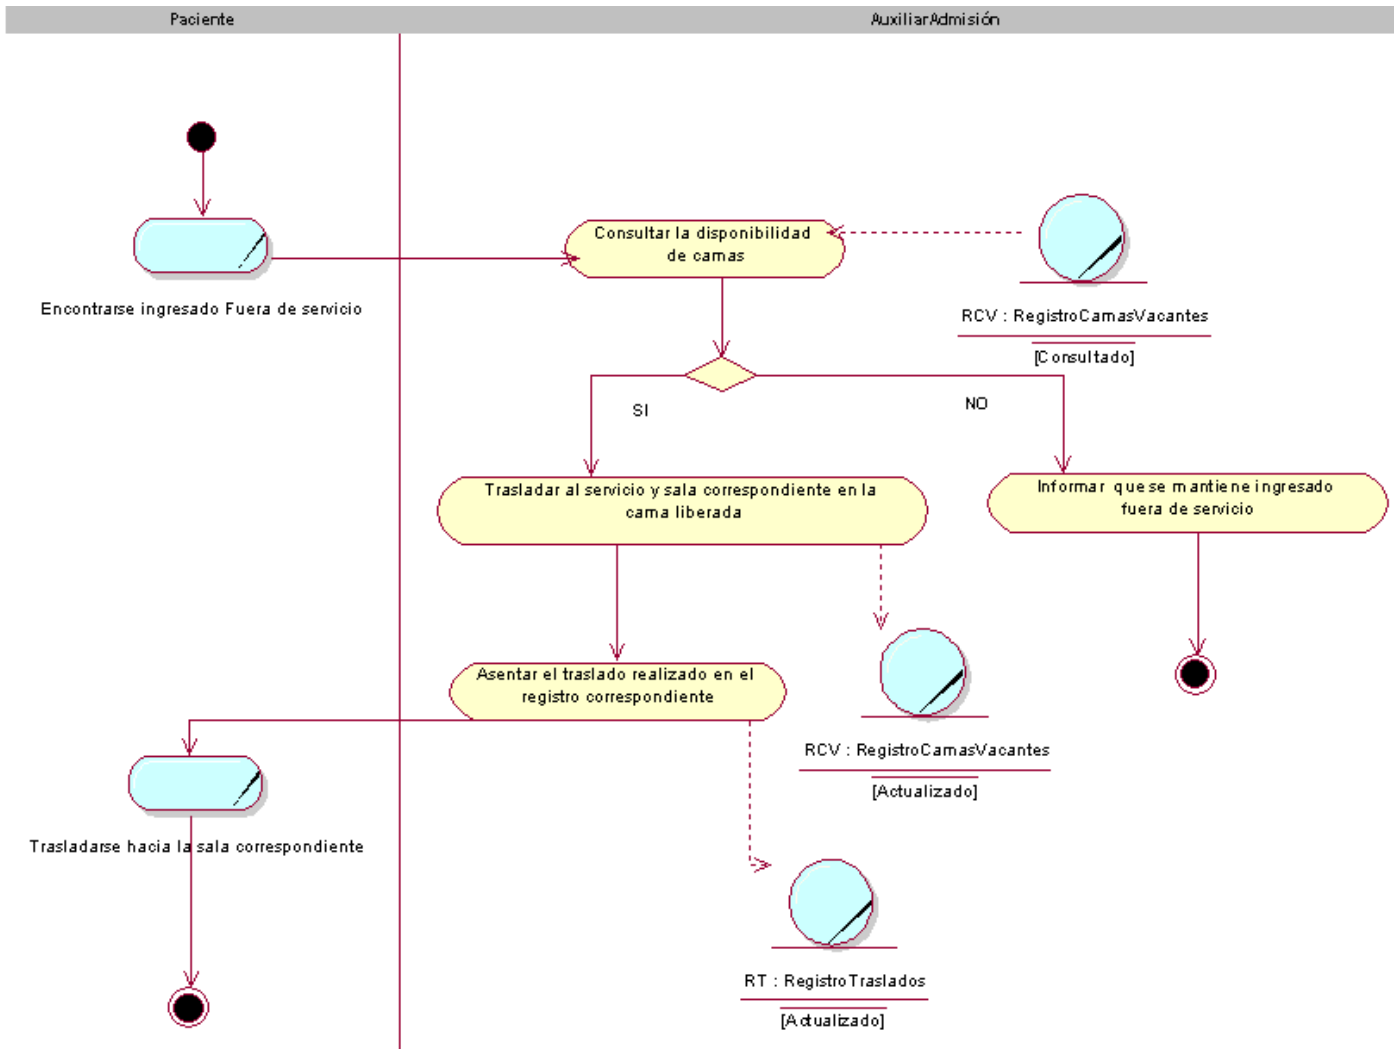 Paciente
AuxiliarAdmisión
Encontrarse ingresado Fuera de servicio
Consultar la disponibilidad
de camas
RCV : RegistroCamasVacantes
[Consultado]
SI
NO
Trasladar al servicio y sala correspondiente en la
cama liberada
Informar que se mantiene ingresado
fuera de servicio
Asentar el traslado realizado en el
registro correspondiente
RCV : RegistroCamasVacantes
[Actualizado]
Trasladarse hacia la sala correspondiente
RT : RegistroTraslados
[Actualizado]